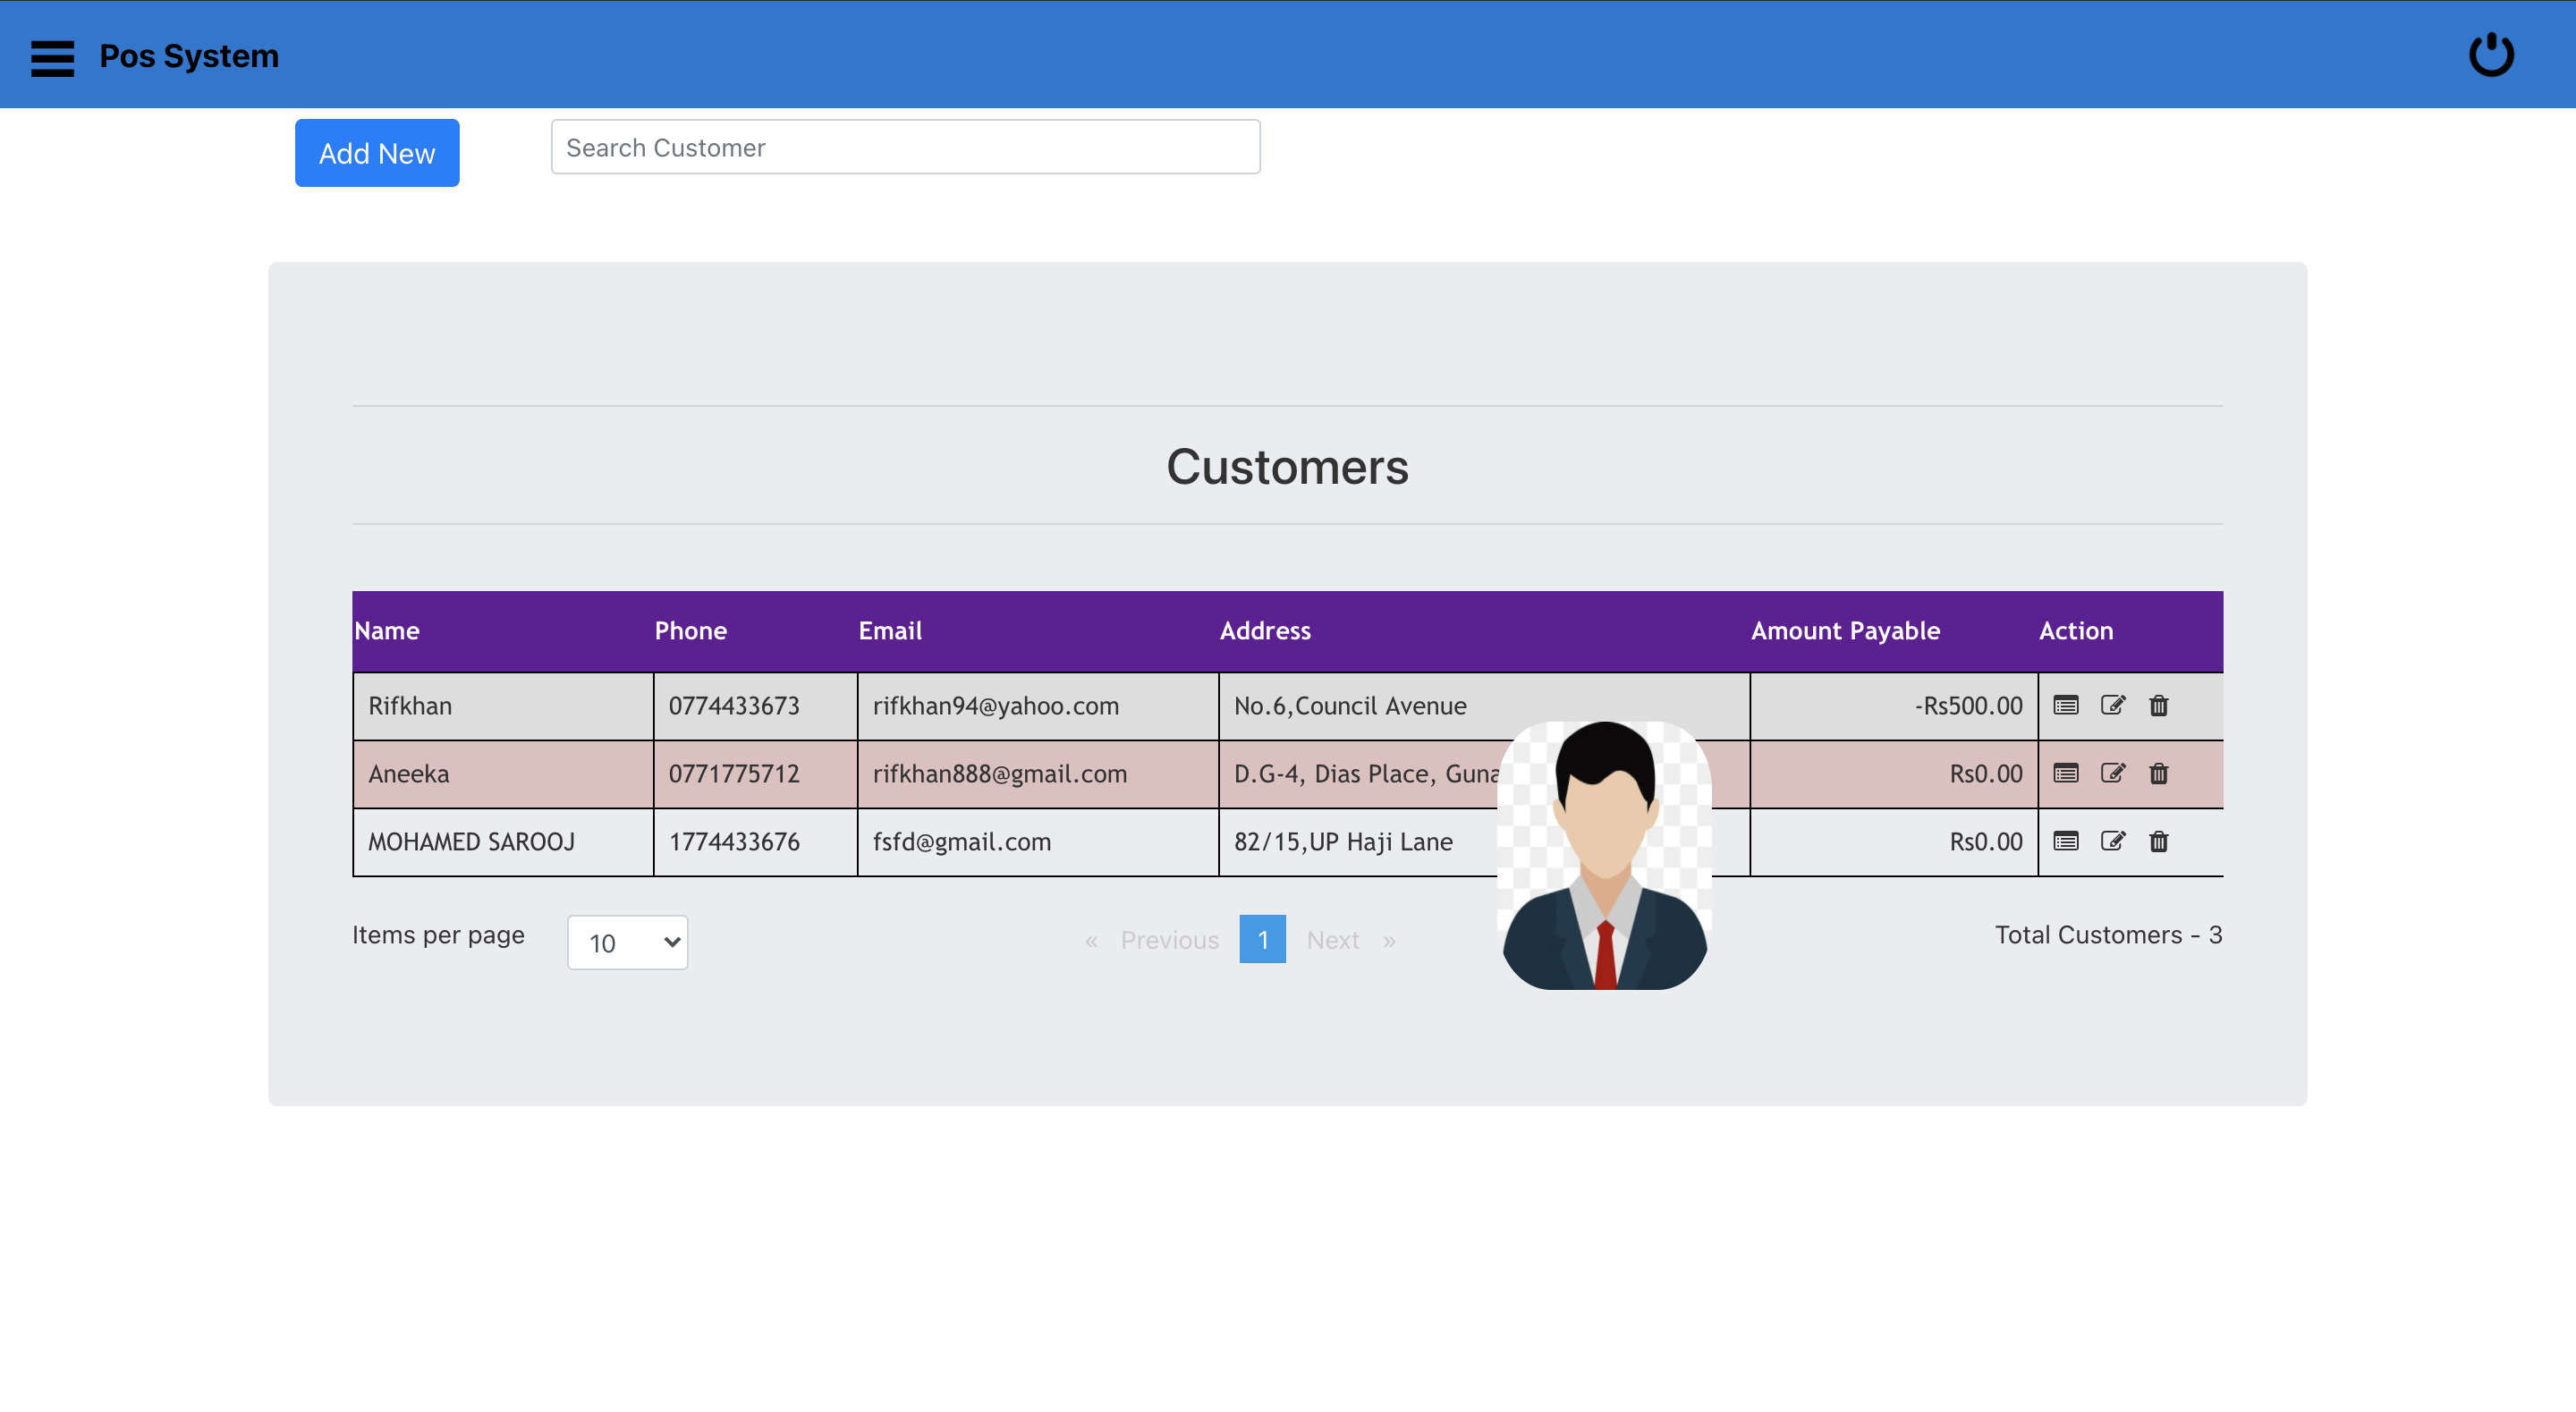 Pos System
Add New
Search Customer
Customers
Name Phone Email Address Amount Payable Action
Rifkhan 0774433673 rifkhan94@yahoo.com No.6,Council Avenue -Rs500.00
Aneeka 0771775712 rifkhan888@gmail.com D.G-4, Dias Place, Rs0.00
MOHAMED SAROOJ 1774433676 fsfd@gmail.com 82/15,UP Haji Lane Rs0.00
Items per page 10 « Previous 1 Next » Total Customers - 3